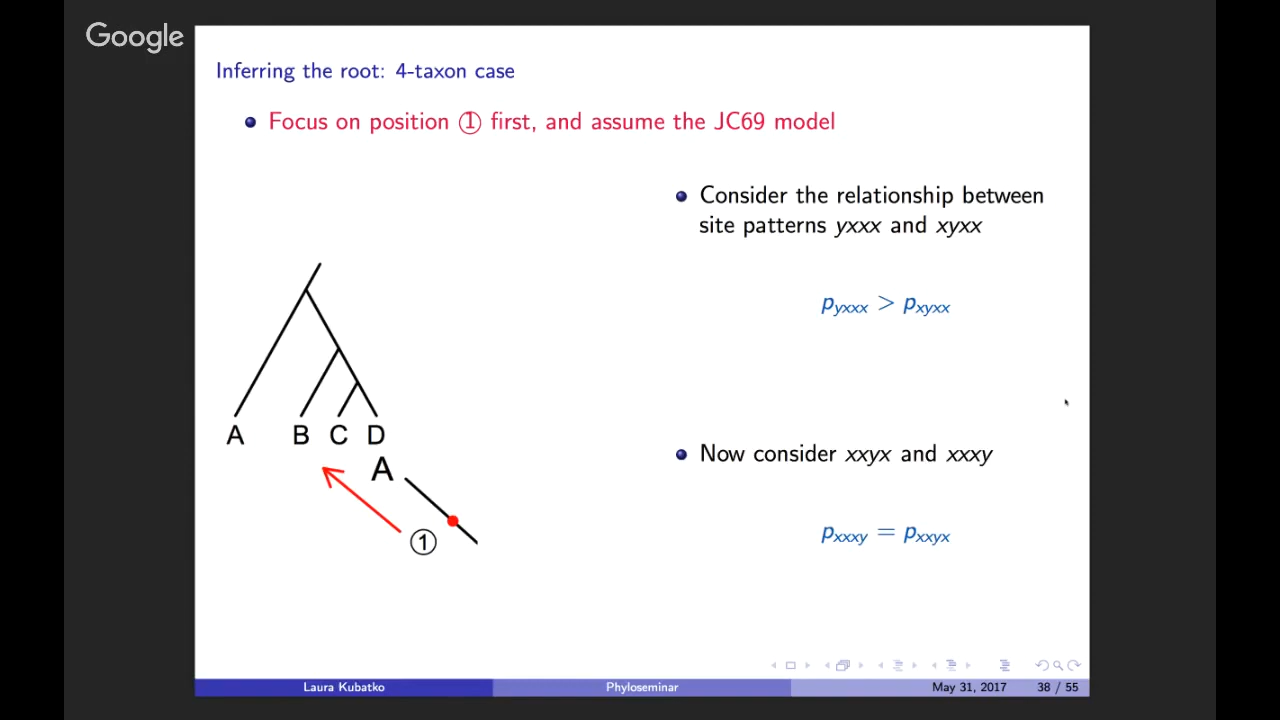 Google
Inferring the root: 4-taxon case
Focus on position ① first, and assume the JC69 model
Consider the relationship between
site patterns yxxx and xyxx
pyxxx > pxyxx
A B C D
A
①
Now consider xxyx and xxxy
pxxxy = pxxyx
Laura Kubatko Phyloseminar May 31, 2017 38 / 55